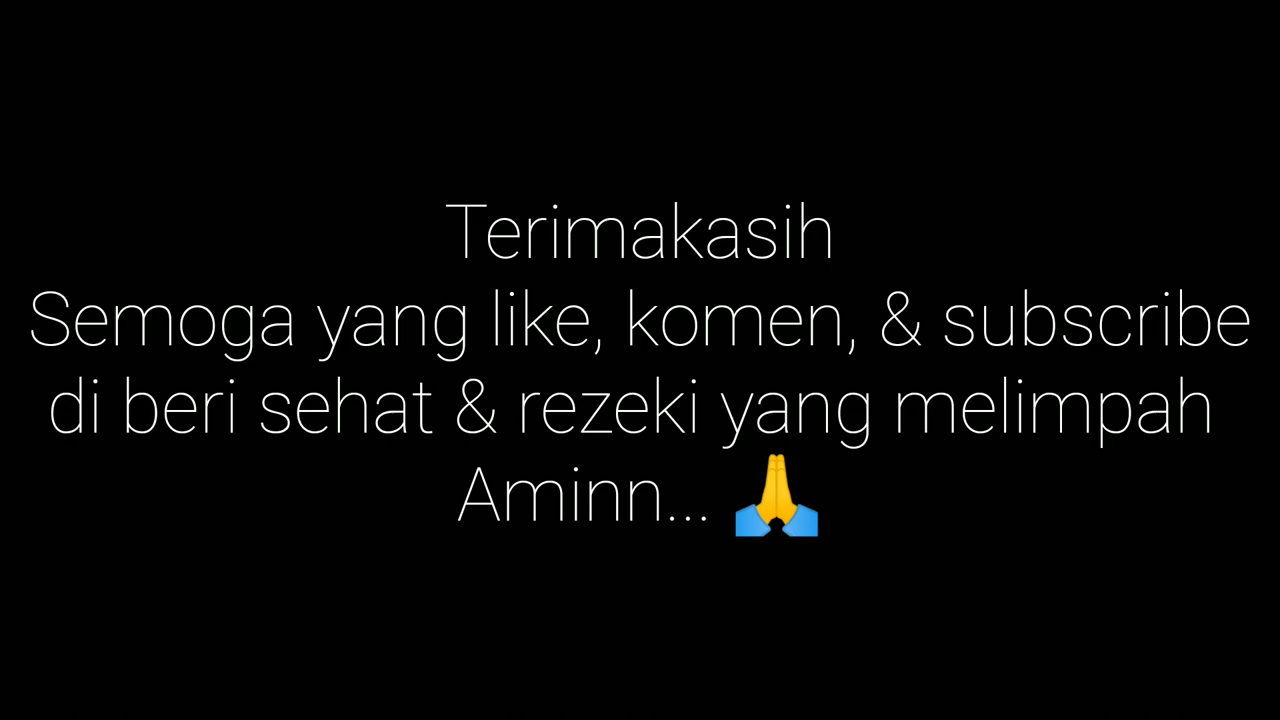 Terimakasih
Semoga yang like, komen, & subscribe
di beri sehat & rezeki yang melimpah
Aminn... 🙏